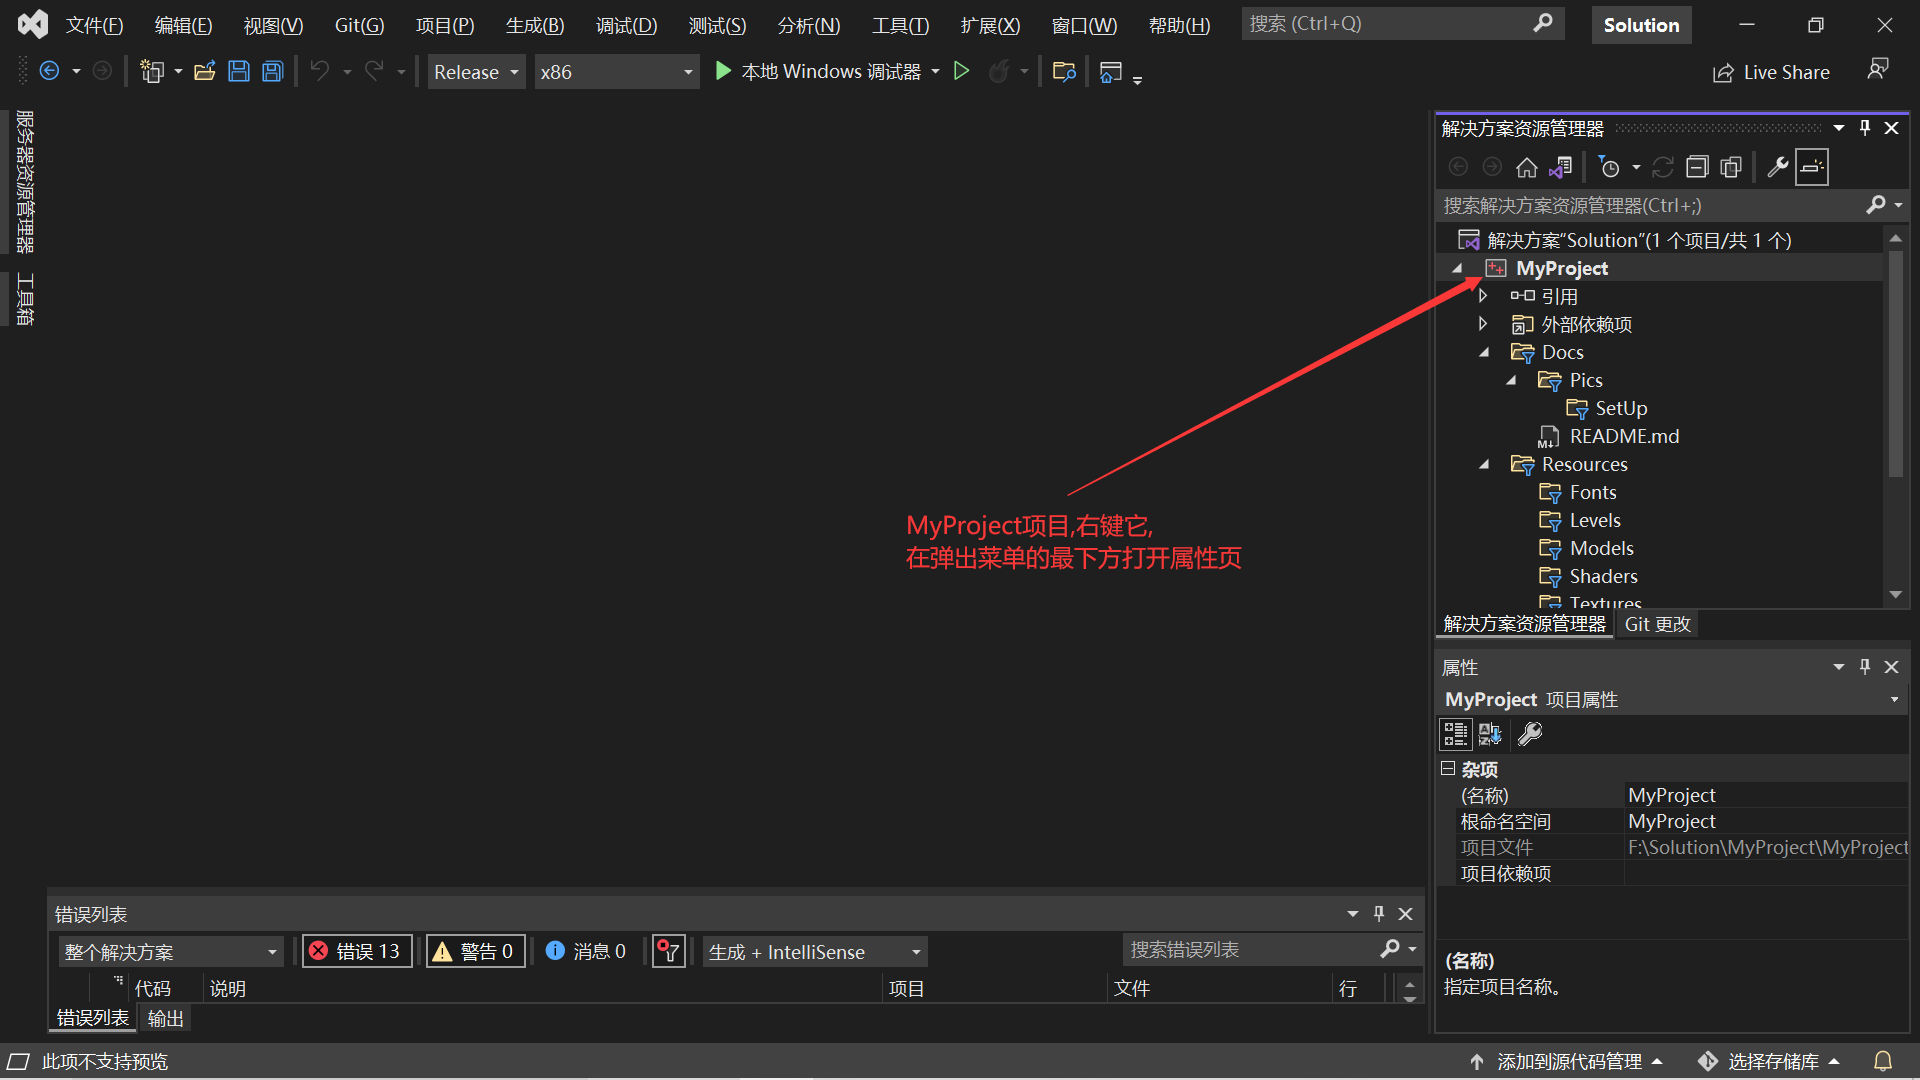 文件(F) 编辑(E) 视图(V) Git(G) 项目(P) 生成(B) 调试(D) 测试(S) 分析(N) 工具(T) 扩展(X) 窗口(W) 帮助(H) 搜索 (Ctrl+Q) Solution
Release x86 本地 Windows 调试器 Live Share
服务器资源管理器
工具箱
解决方案资源管理器
搜索解决方案资源管理器(Ctrl+;)
解决方案“Solution”(1 个项目/共 1 个)
MyProject
引用
外部依赖项
Docs
Pics
SetUp
README.md
Resources
Fonts
Levels
Models
Shaders
Textures
解决方案资源管理器 Git 更改
MyProject项目,右键它,
在弹出菜单的最下方打开属性页
属性
MyProject 项目属性
杂项
(名称) MyProject
根命名空间 MyProject
项目文件 F:\Solution\MyProject\MyProject
项目依赖项
(名称)
指定项目名称。
错误列表
整个解决方案 错误 13 警告 0 消息 0 生成 + IntelliSense 搜索错误列表
代码 说明 项目 文件 行
错误列表 输出
此项不支持预览 添加到源代码管理 选择存储库